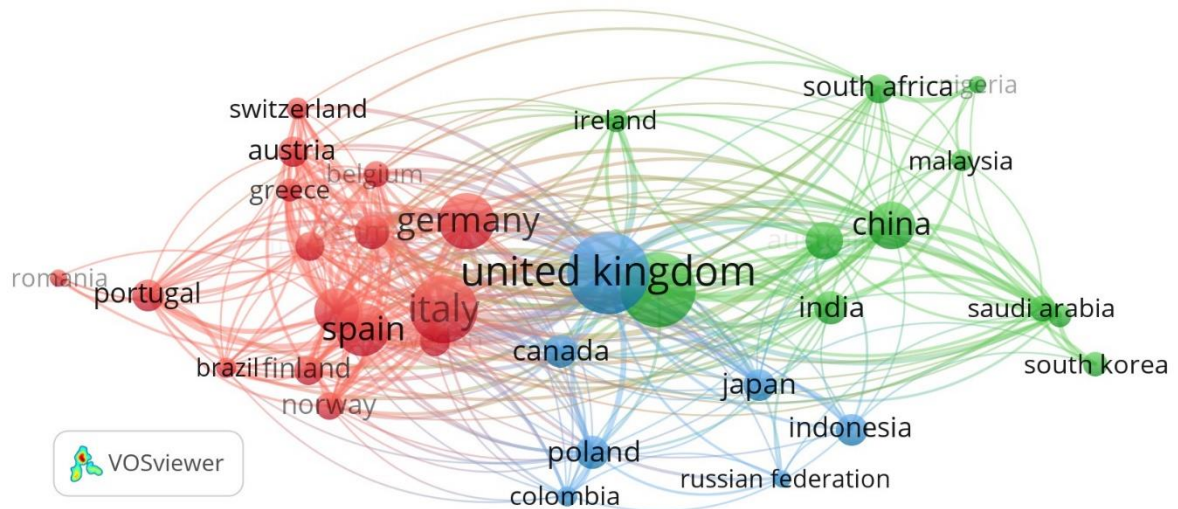 south africa
nigeria
switzerland
ireland
austria
malaysia
belgium
greece
germany
china
united kingdom
romania
portugal
italy
india
saudi arabia
spain
canada
brazil
finland
south korea
japan
norway
indonesia
poland
VOSviewer
russian federation
colombia